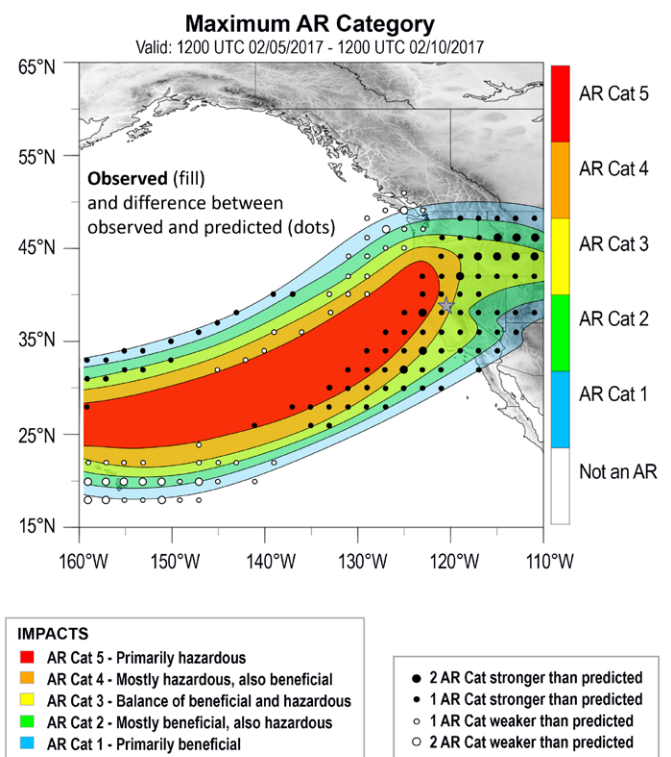 Maximum AR Category
Valid: 1200 UTC 02/05/2017 - 1200 UTC 02/10/2017
65°N
55°N
45°N
35°N
25°N
15°N
160°W
150°W
140°W
130°W
120°W
110°W
Observed (fill)
and difference between
observed and predicted (dots)
AR Cat 5
AR Cat 4
AR Cat 3
AR Cat 2
AR Cat 1
Not an AR
IMPACTS
AR Cat 5 - Primarily hazardous
AR Cat 4 - Mostly hazardous, also beneficial
AR Cat 3 - Balance of beneficial and hazardous
AR Cat 2 - Mostly beneficial, also hazardous
AR Cat 1 - Primarily beneficial
2 AR Cat stronger than predicted
1 AR Cat stronger than predicted
1 AR Cat weaker than predicted
2 AR Cat weaker than predicted